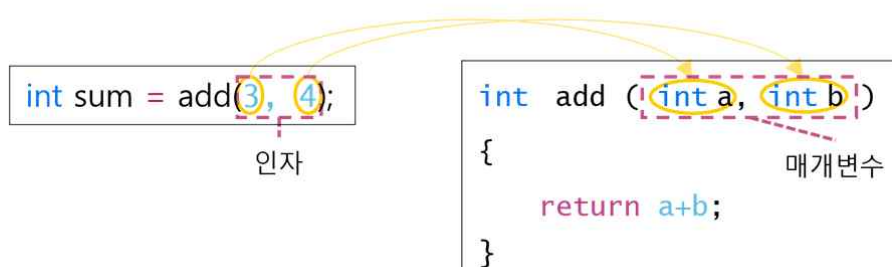 int sum = add(3, 4);
인자
int add ( int a, int b )
매개변수
{
return a+b;
}